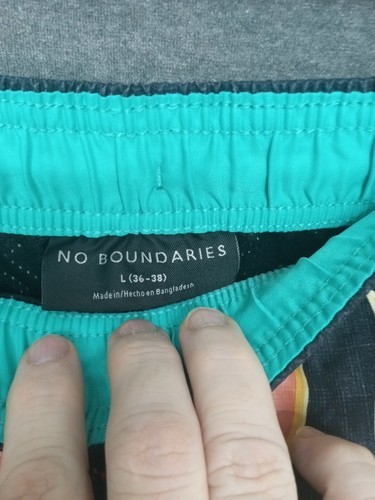 NO BOUNDARIES
L (36-38)
Made in/Hecho en Bangladesh